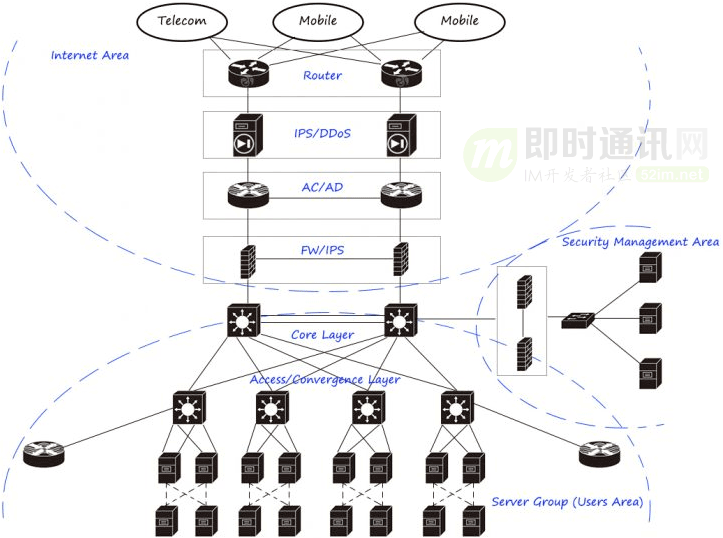 Telecom
Mobile
Mobile
Internet Area
Router
IPS/DDoS
即时通讯网
m
IM开发者社区 52im.net
AC/AD
FW/IPS
Security Management Area
Core Layer
Access/Convergence Layer
Server Group (Users Area)